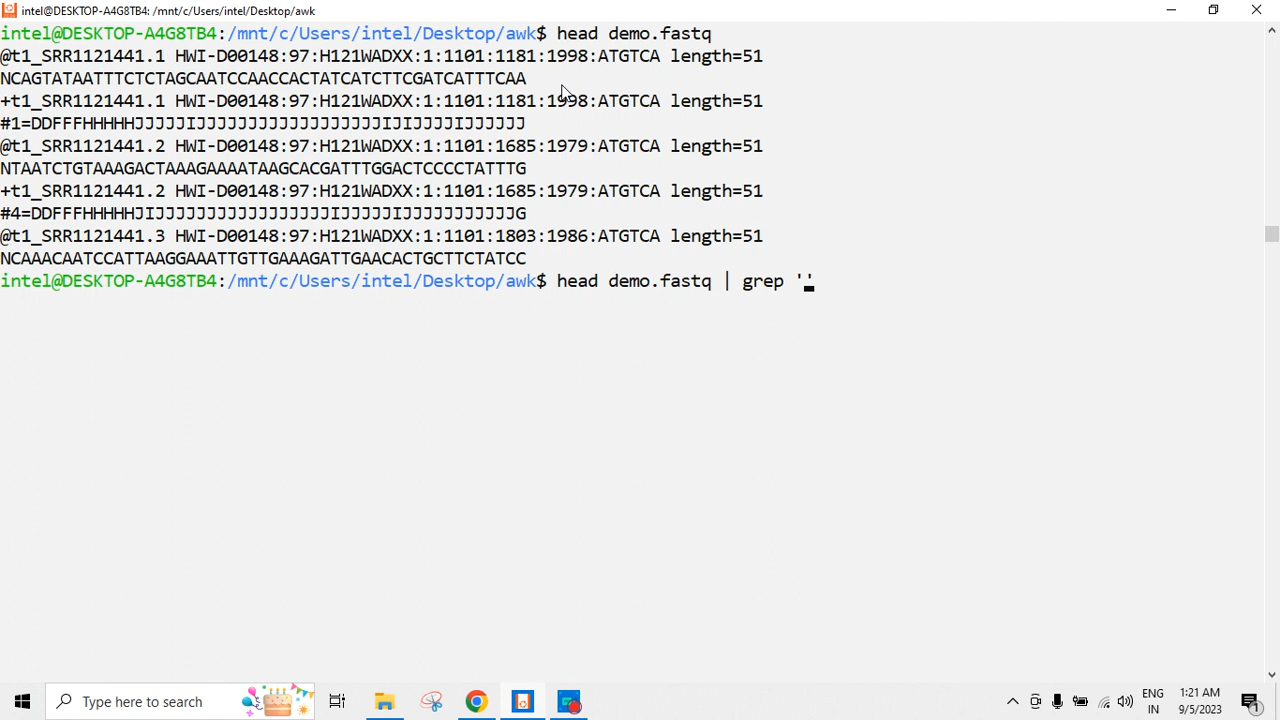 intel@DESKTOP-A4G8TB4: /mnt/c/Users/intel/Desktop/awk
intel@DESKTOP-A4G8TB4:/mnt/c/Users/intel/Desktop/awk$ head demo.fastq
@t1_SRR1121441.1 HWI-D00148:97:H121WADXX:1:1101:1181:1998:ATGTCA length=51
NCAGTATAATTTCTCTAGCAATCCAACCACTATCATCTTCGATCATTTCAA
+t1_SRR1121441.1 HWI-D00148:97:H121WADXX:1:1101:1181:1998:ATGTCA length=51
#1=DDFFFHHHHHJJJJJIJJJJJJJJJJJJJJJJJJIJIJJJJIJJJJJJ
@t1_SRR1121441.2 HWI-D00148:97:H121WADXX:1:1101:1685:1979:ATGTCA length=51
NTAATCTGTAAAGACTAAAGAAAATAAGCACGATTTGGACTCCCCTATTTG
+t1_SRR1121441.2 HWI-D00148:97:H121WADXX:1:1101:1685:1979:ATGTCA length=51
#4=DDFFFHHHHHJIJJJJJJJJJJJJJJJJJIJJJJJIJJJJJJJJJJJG
@t1_SRR1121441.3 HWI-D00148:97:H121WADXX:1:1101:1803:1986:ATGTCA length=51
NCAAACAATCCATTAAGGAAATTGTTGAAAGATTGAACACTGCTTCTATCC
intel@DESKTOP-A4G8TB4:/mnt/c/Users/intel/Desktop/awk$ head demo.fastq | grep ''
Type here to search
ENG
IN
1:21 AM
9/5/2023
1